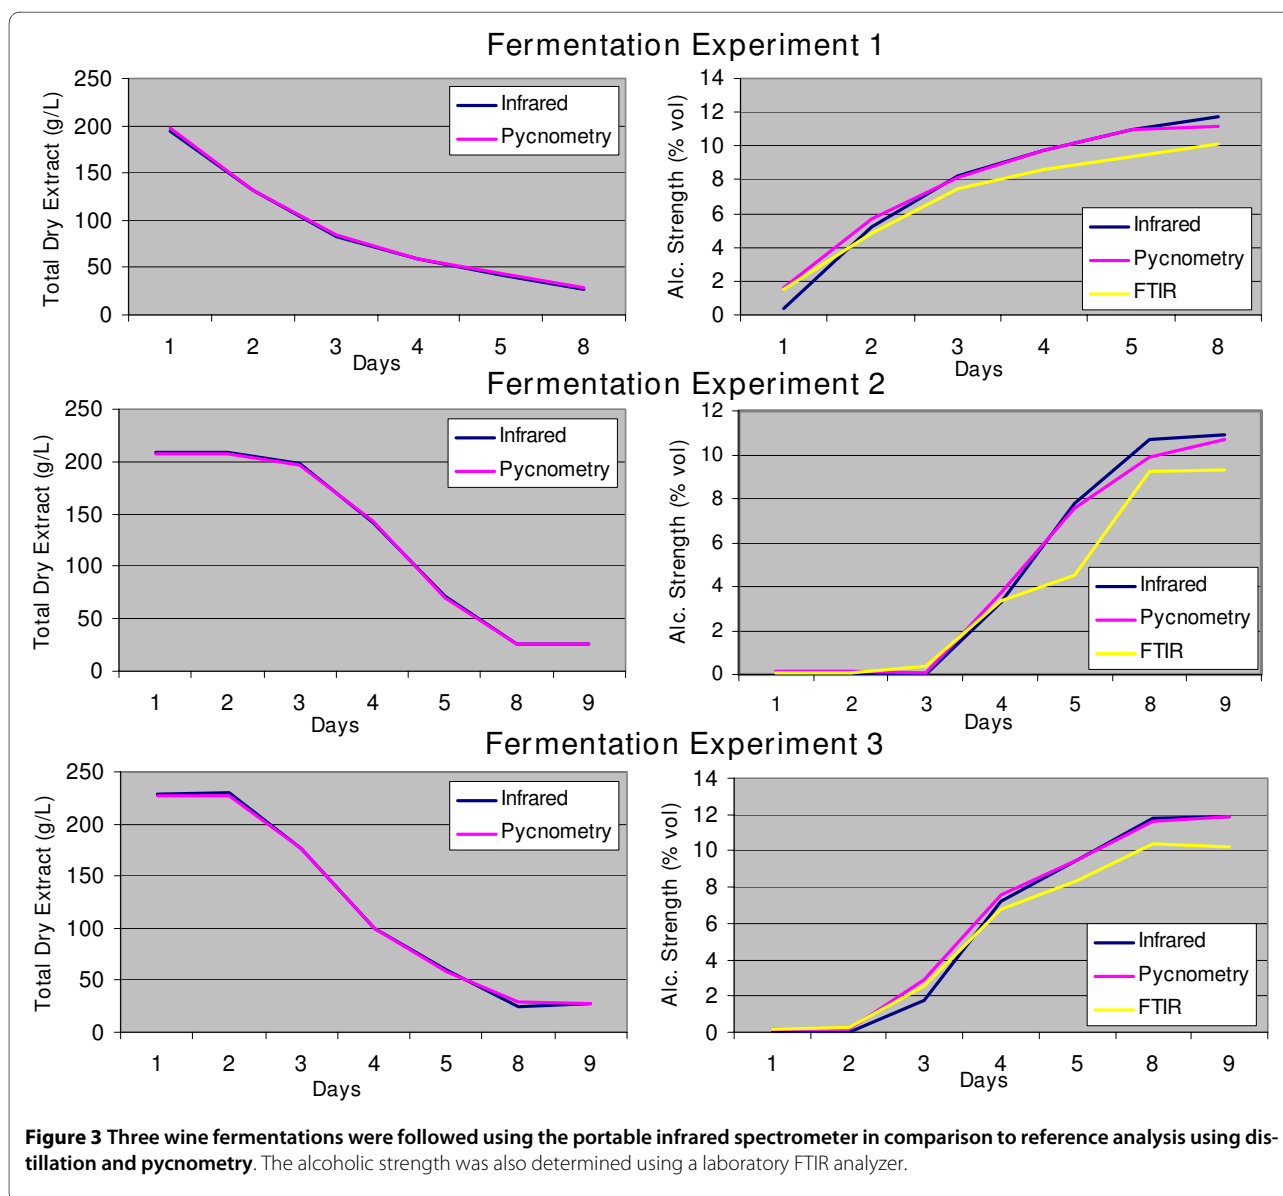 Fermentation Experiment 1
Total Dry Extract (g/L)
250
200
150
100
50
0
1 2 3 4 5 8
Days
Infrared
Pycnometry
Alc. Strength (% vol)
14
12
10
8
6
4
2
0
1 2 3 4 5 8
Days
Infrared
Pycnometry
FTIR
Fermentation Experiment 2
Total Dry Extract (g/L)
250
200
150
100
50
0
1 2 3 4 5 8 9
Days
Infrared
Pycnometry
Alc. Strength (% vol)
12
10
8
6
4
2
0
1 2 3 4 5 8 9
Days
Infrared
Pycnometry
FTIR
Fermentation Experiment 3
Total Dry Extract (g/L)
250
200
150
100
50
0
1 2 3 4 5 8 9
Days
Infrared
Pycnometry
Alc. Strength (% vol)
14
12
10
8
6
4
2
0
1 2 3 4 5 8 9
Days
Infrared
Pycnometry
FTIR
Figure 3 Three wine fermentations were followed using the portable infrared spectrometer in comparison to reference analysis using dis-
tillation and pycnometry. The alcoholic strength was also determined using a laboratory FTIR analyzer.